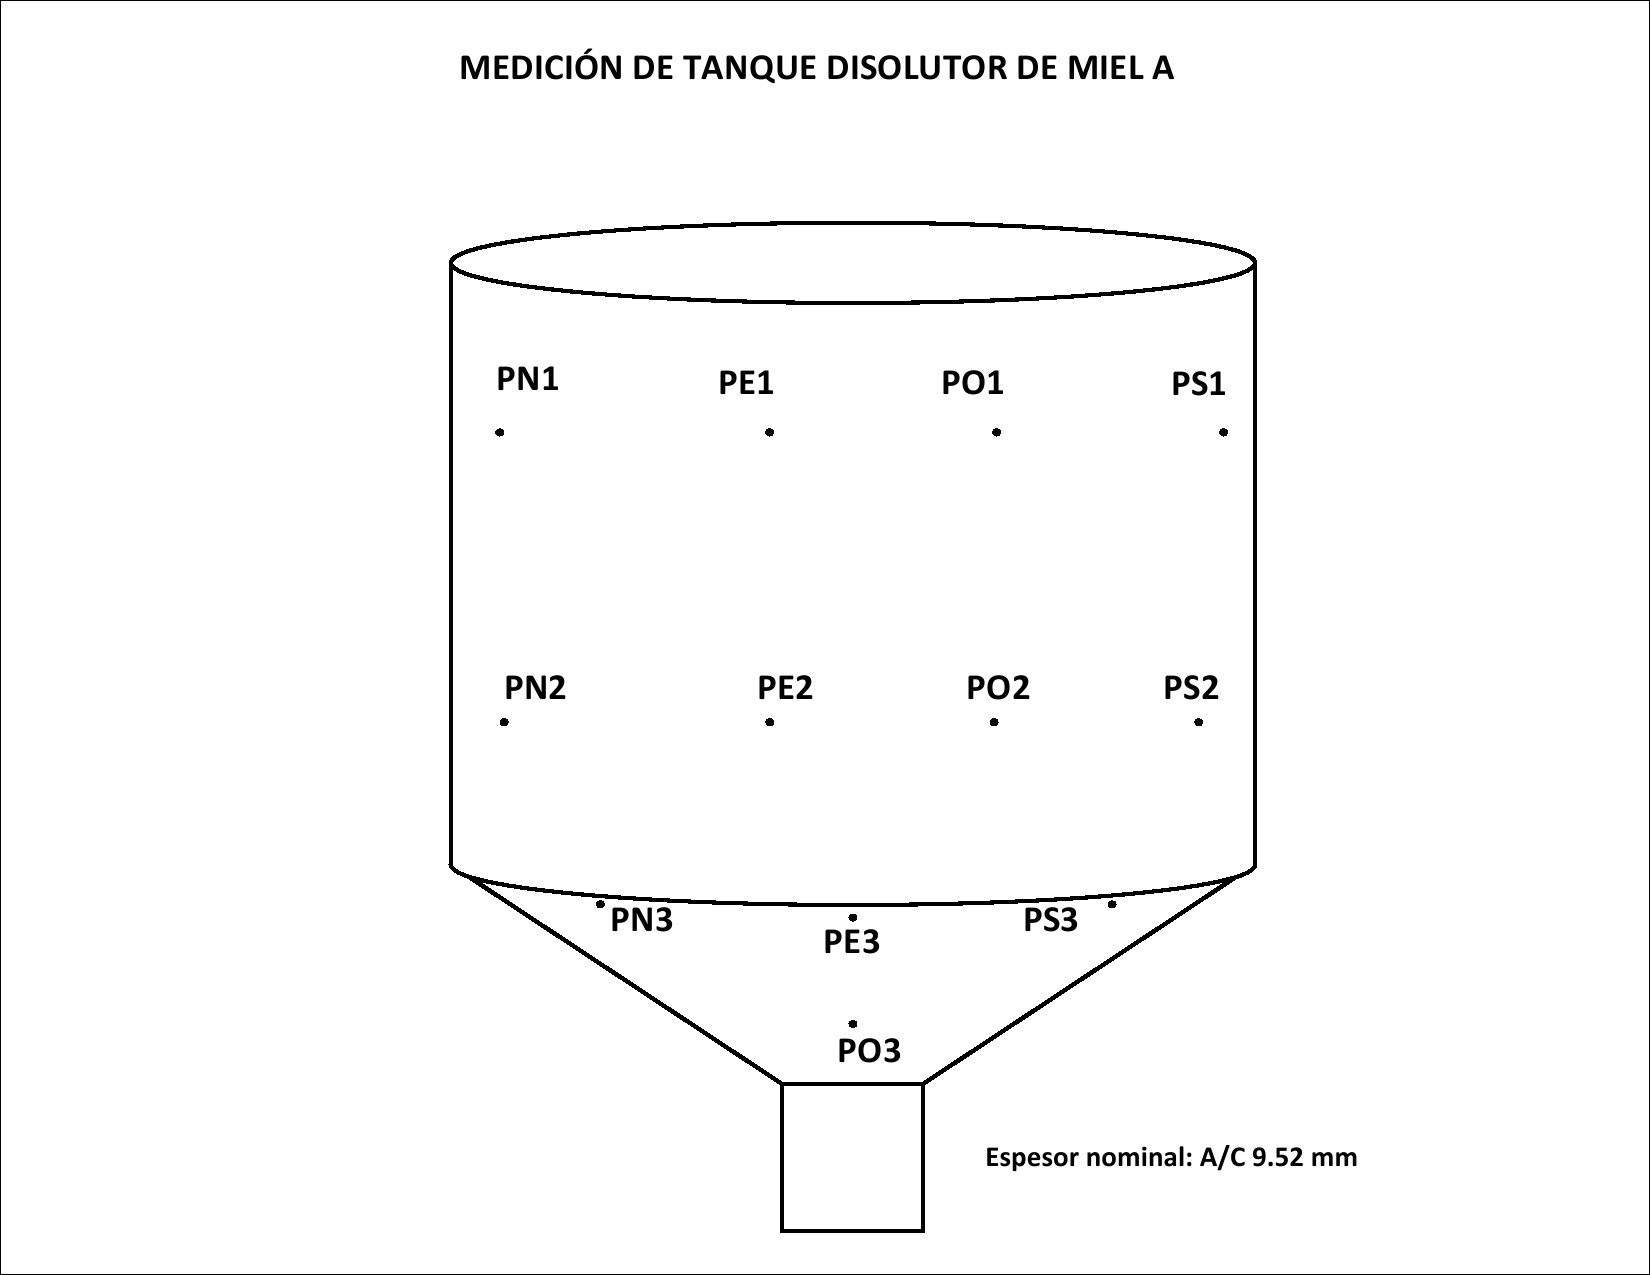 MEDICIÓN DE TANQUE DISOLUTOR DE MIEL A
PN1 PE1 PO1 PS1
PN2 PE2 PO2 PS2
PN3 PS3
PE3
PO3
Espesor nominal: A/C 9.52 mm